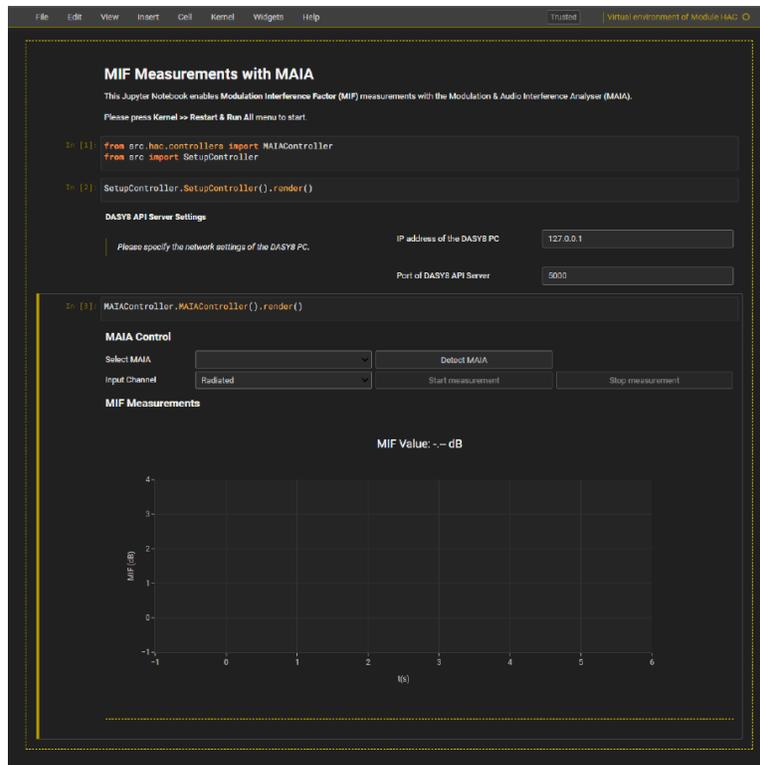 File Edit View Insert Cell Kernel Widgets Help Trusted Virtual environment of Module HAC
MIF Measurements with MAIA
This Jupyter Notebook enables Modulation Interference Factor (MIF) measurements with the Modulation & Audio Interference Analyser (MAIA).
Please press Kernel >> Restart & Run All menu to start.
In [1]: from src.hac.controllers import MAIAController
from src import SetupController
In [2]: SetupController.SetupController().render()
DASY8 API Server Settings
Please specify the network settings of the DASY8 PC.
IP address of the DASY8 PC 127.0.0.1
Port of DASY8 API Server 5000
In [3]: MAIAController.MAIAController().render()
MAIA Control
Select MAIA Detect MAIA
Input Channel Radiated Start measurement Stop measurement
MIF Measurements
MIF Value: -.-- dB
4
3
2
1
0
−1
MIF (dB)
−1 0 1 2 3 4 5 6
t(s)